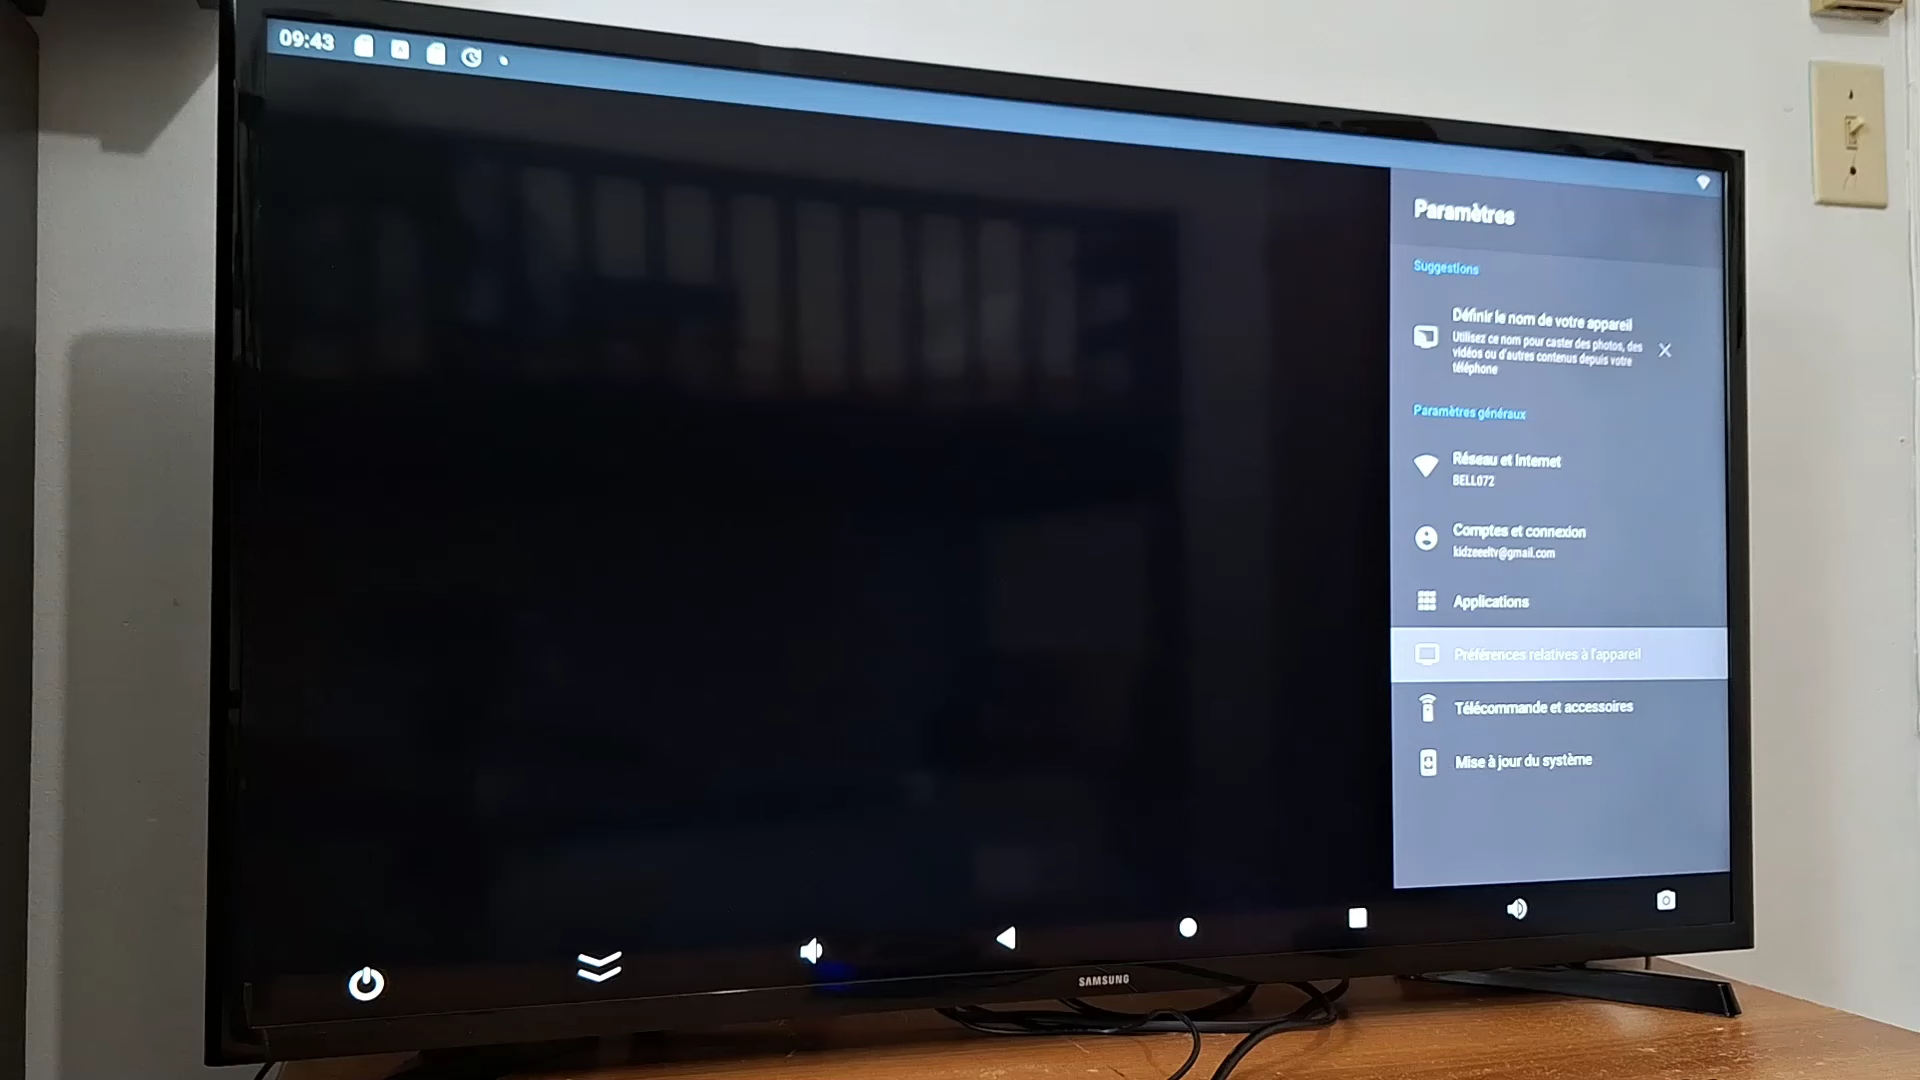 09:43
Paramètres
Suggestions
Définir le nom de votre appareil
Utilisez ce nom pour caster des photos, des
vidéos ou d'autres contenus depuis votre
téléphone
Paramètres généraux
Réseau et Internet
BELL072
Comptes et connexion
kidzeeeltv@gmail.com
Applications
Préférences relatives à l'appareil
Télécommande et accessoires
Mise à jour du système
SAMSUNG